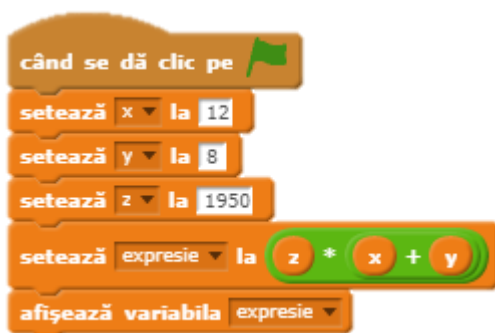 când se dă clic pe
setează x la 12
setează y la 8
setează z la 1950
setează expresie la z * x + y
afişează variabila expresie